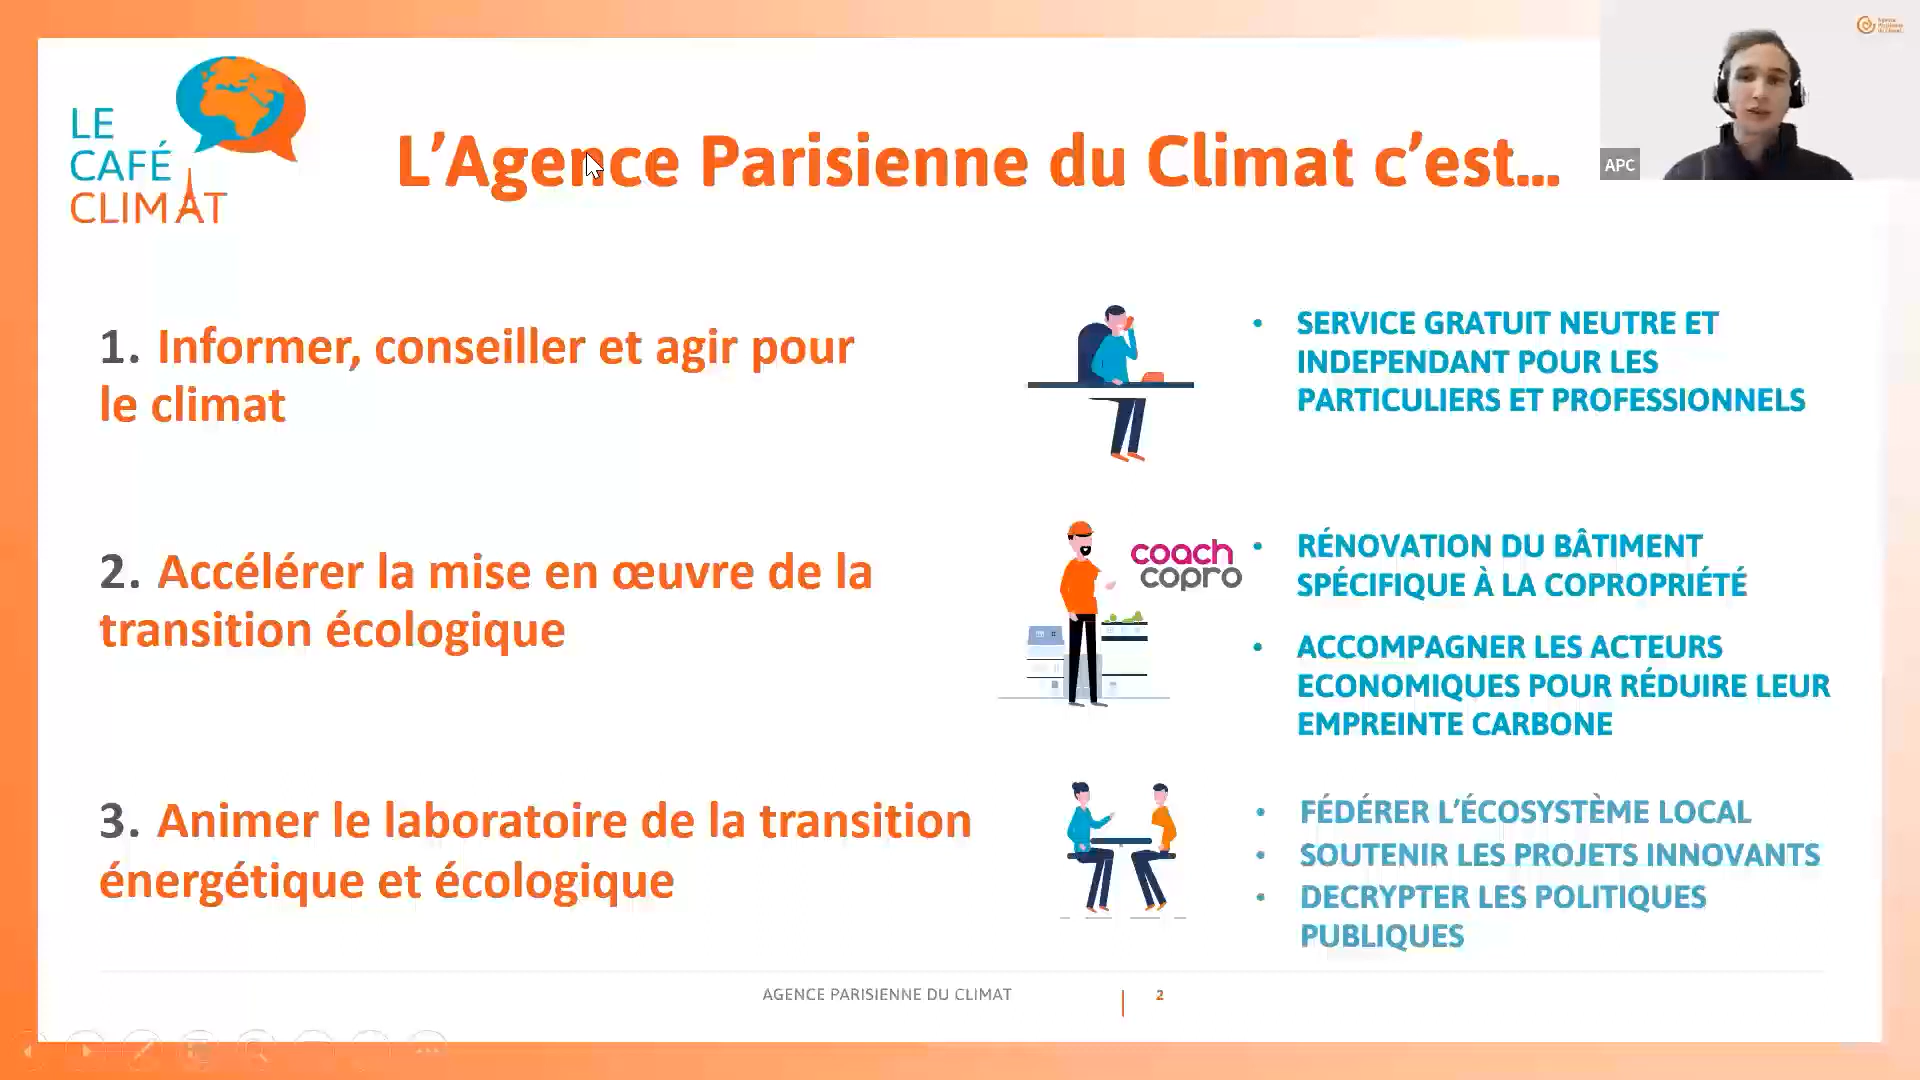 LE
CAFÉ
CLIMAT
L’Agence Parisienne du Climat c’est...
Agence
Parisienne
du Climat
APC
1. Informer, conseiller et agir pour
le climat
SERVICE GRATUIT NEUTRE ET
INDEPENDANT POUR LES
PARTICULIERS ET PROFESSIONNELS
2. Accélérer la mise en œuvre de la
transition écologique
coach
copro
• RÉNOVATION DU BÂTIMENT
SPÉCIFIQUE À LA COPROPRIÉTÉ
• ACCOMPAGNER LES ACTEURS
ECONOMIQUES POUR RÉDUIRE LEUR
EMPREINTE CARBONE
3. Animer le laboratoire de la transition
énergétique et écologique
• FÉDÉRER L’ÉCOSYSTÈME LOCAL
• SOUTENIR LES PROJETS INNOVANTS
• DECRYPTER LES POLITIQUES
PUBLIQUES
AGENCE PARISIENNE DU CLIMAT
2